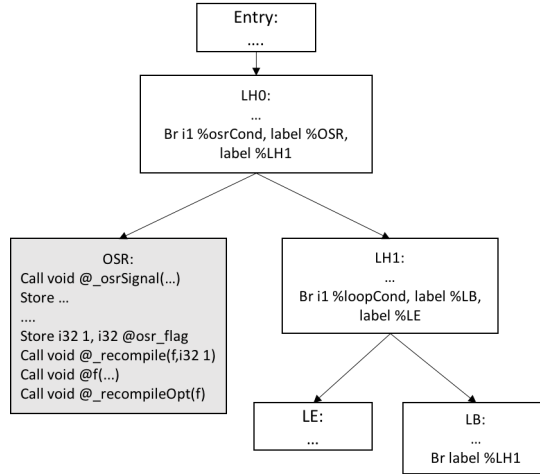 Entry:
....
LH0:
...
Br i1 %osrCond, label %OSR,
label %LH1
OSR:
Call void @_osrSignal(...)
Store ...
....
Store i32 1, i32 @osr_flag
Call void @_recompile(f,i32 1)
Call void @f(...)
Call void @_recompileOpt(f)
LH1:
...
Br i1 %loopCond, label %LB,
label %LE
LE:
...
LB:
...
Br label %LH1